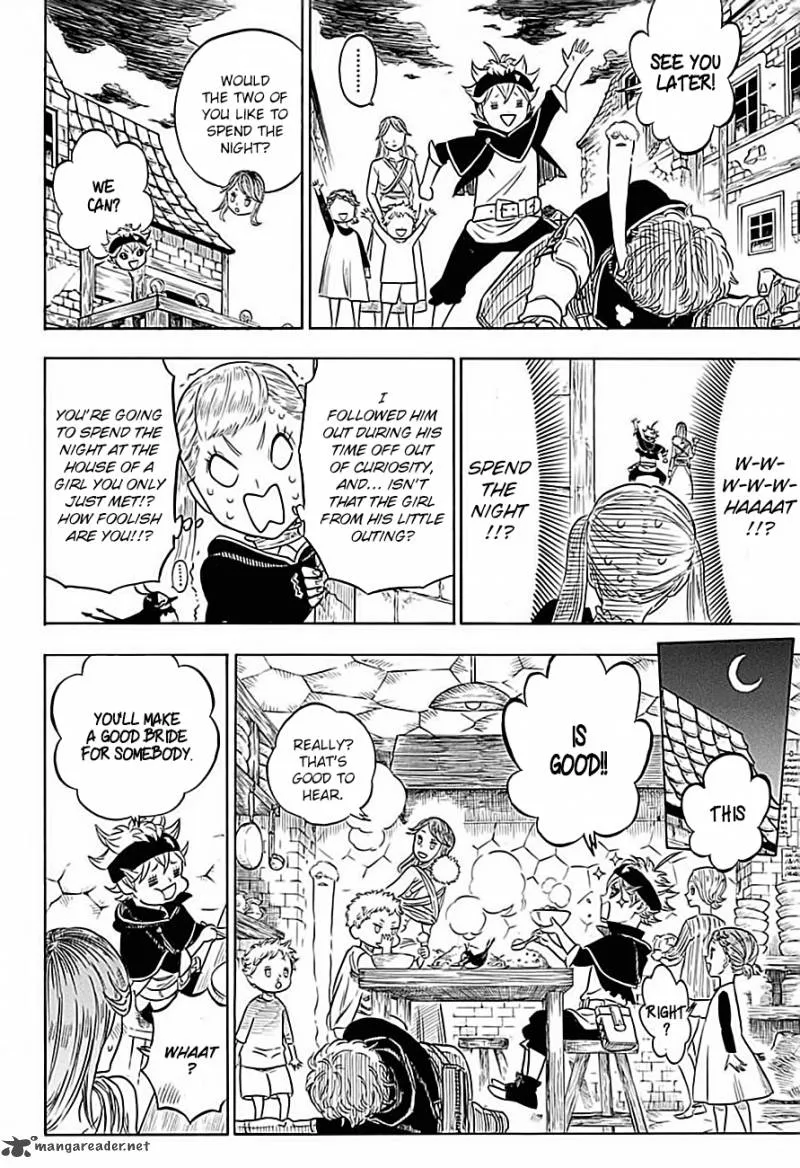 SEE YOU
LATER!
........
WOULD
THE TWO OF
YOU LIKE TO
SPEND THE
NIGHT?
WE
CAN?
W-W-
W-W-W-
HAAAAT
!!?
SPEND
THE
NIGHT
!!?
I
FOLLOWED HIM
OUT DURING HIS
TIME OFF OUT
OF CURIOSITY,
AND... ISN'T
THAT THE GIRL
FROM HIS LITTLE
OUTING?
YOU'RE GOING
TO SPEND THE
NIGHT AT THE
HOUSE OF A
GIRL YOU ONLY
JUST MET!?
HOW FOOLISH
ARE YOU!!?
......
THIS
IS
GOOD!!
RIGHT?
REALLY?
THAT'S
GOOD TO
HEAR.
YOU'LL MAKE
A GOOD BRIDE
FOR SOMEBODY.
WHAAT
?
mangareader.net